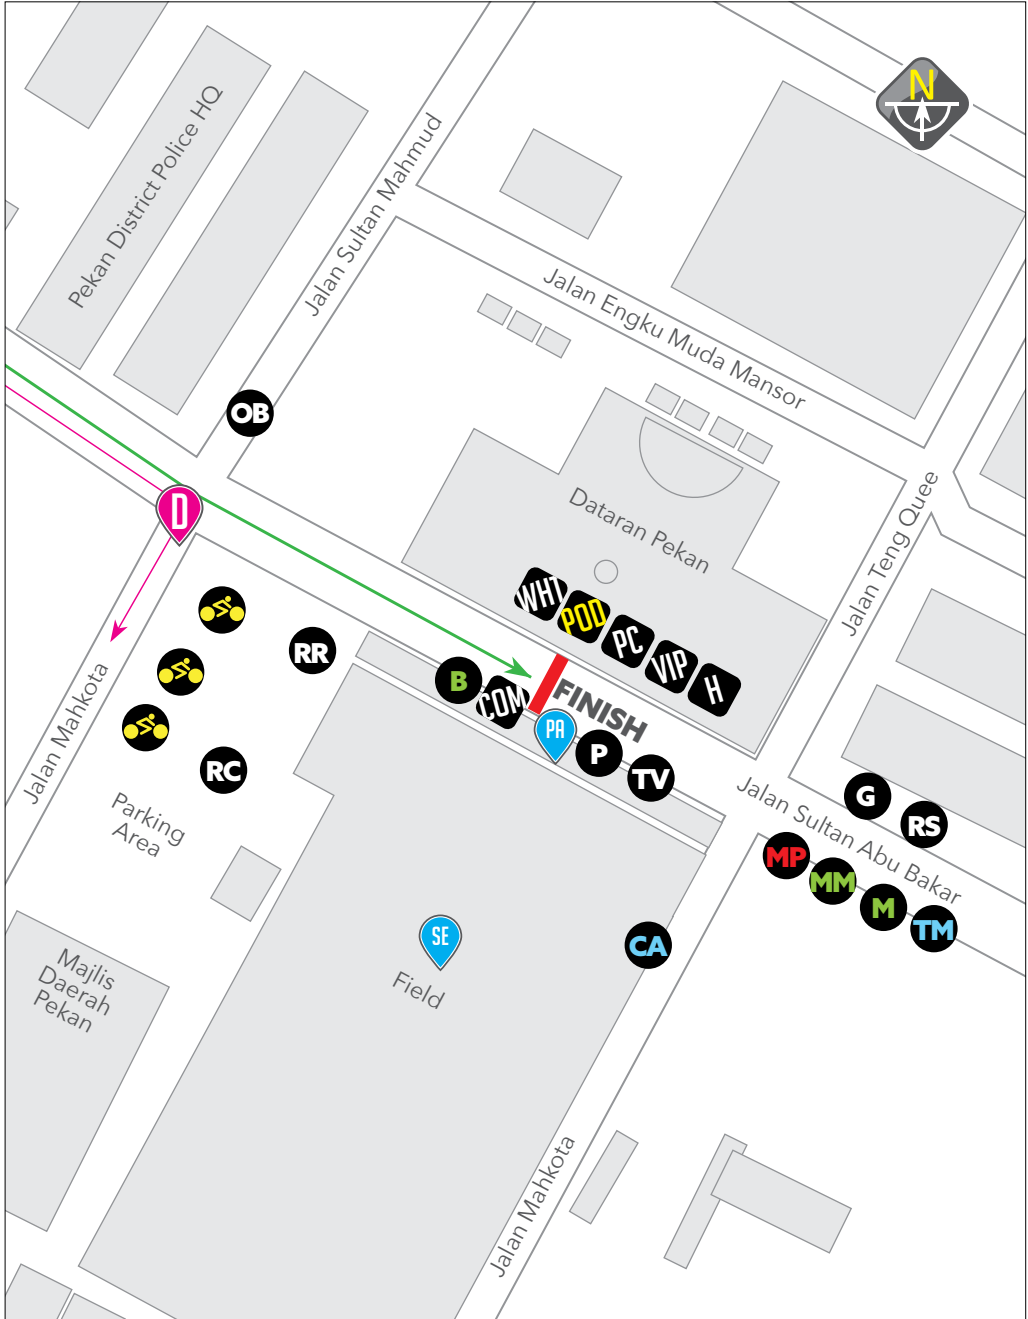 N
Pekan District Police HQ
Jalan Sultan Mahmud
Jalan Engku Muda Mansor
OB
Dataran Pekan
Jalan Teng Quee
D
WHT
POD
PC
VIP
H
RR
B
COM
FINISH
PA
P
TV
Jalan Mahkota
RC
Parking
Area
G
RS
Jalan Sultan Abu Bakar
MP
MM
M
TM
SE
CA
Field
Majlis
Daerah
Pekan
Jalan Mahkota